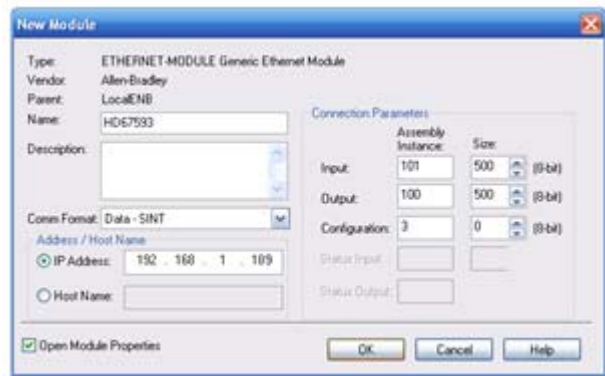 New Module
Type: ETHERNET-MODULE Generic Ethernet Module
Vendor: Allen-Bradley
Parent: LocalENB
Name: HD67593
Description:
Comm Format: Data - SINT
Address / Host Name
IP Address: 192 . 168 . 1 . 189
Host Name:
Connection Parameters
Assembly Instance: Size:
Input: 101 500 (8-bit)
Output: 100 500 (8-bit)
Configuration: 3 0 (8-bit)
Status Input:
Status Output:
Open Module Properties
OK Cancel Help